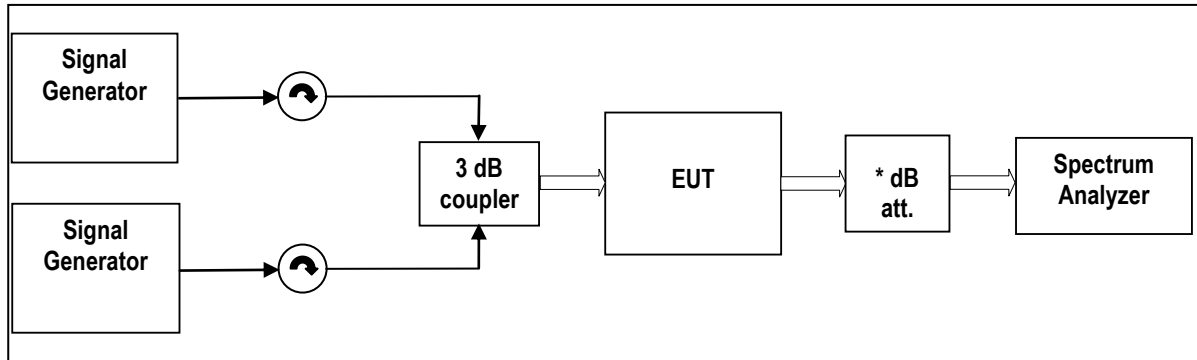 Signal
Generator
3 dB
coupler
EUT
* dB
att.
Spectrum
Analyzer
Signal
Generator